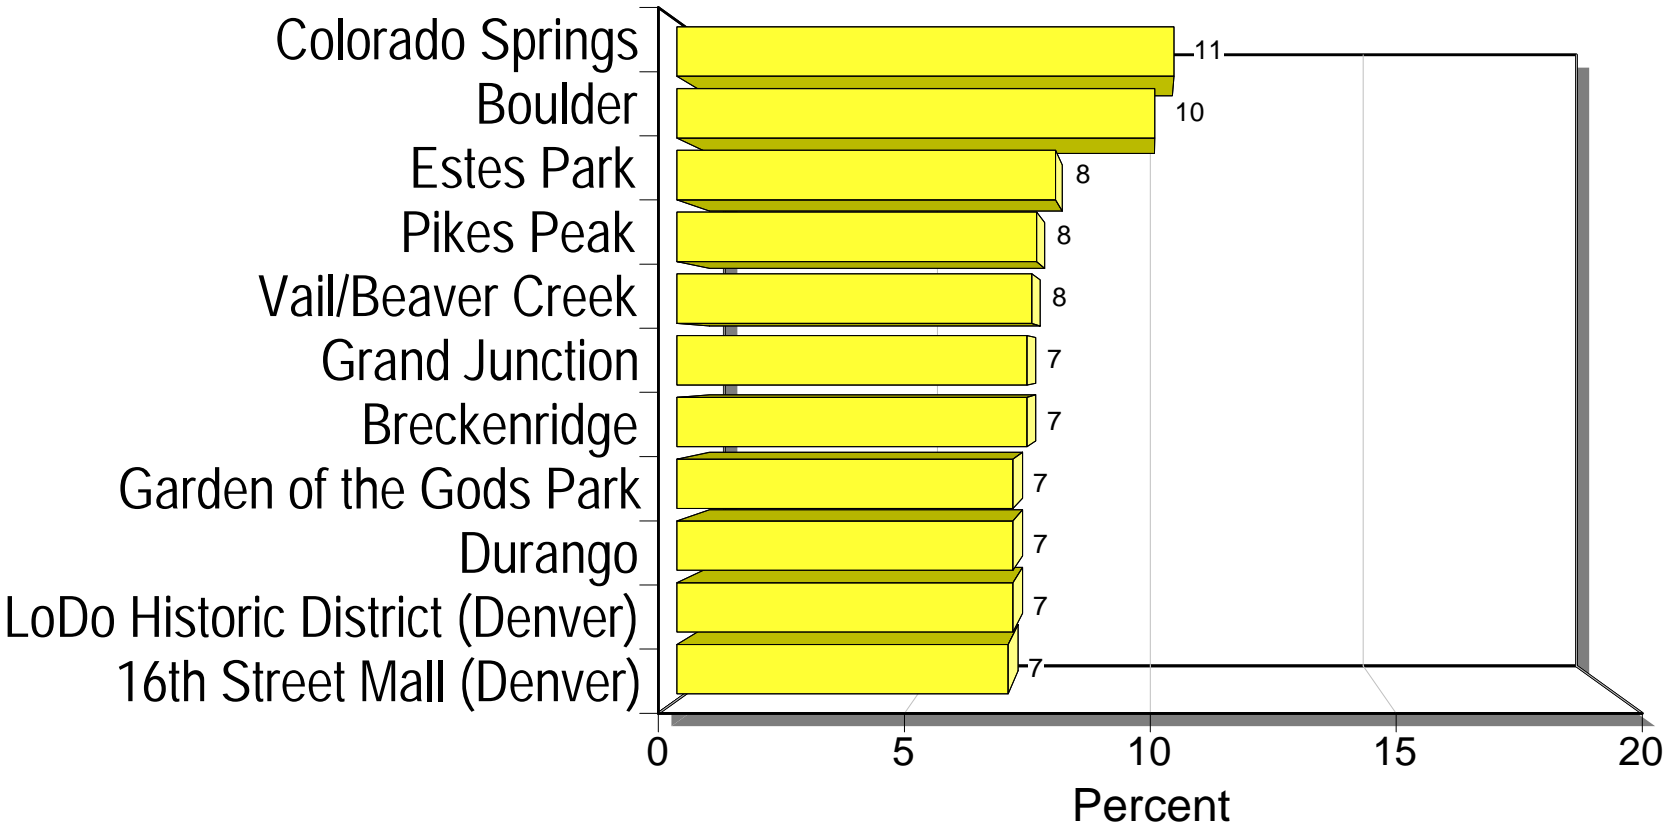 Colorado Springs 11
Boulder 10
Estes Park 8
Pikes Peak 8
Vail/Beaver Creek 8
Grand Junction 7
Breckenridge 7
Garden of the Gods Park 7
Durango 7
LoDo Historic District (Denver) 7
16th Street Mall (Denver) 7
0 5 10 15 20
Percent